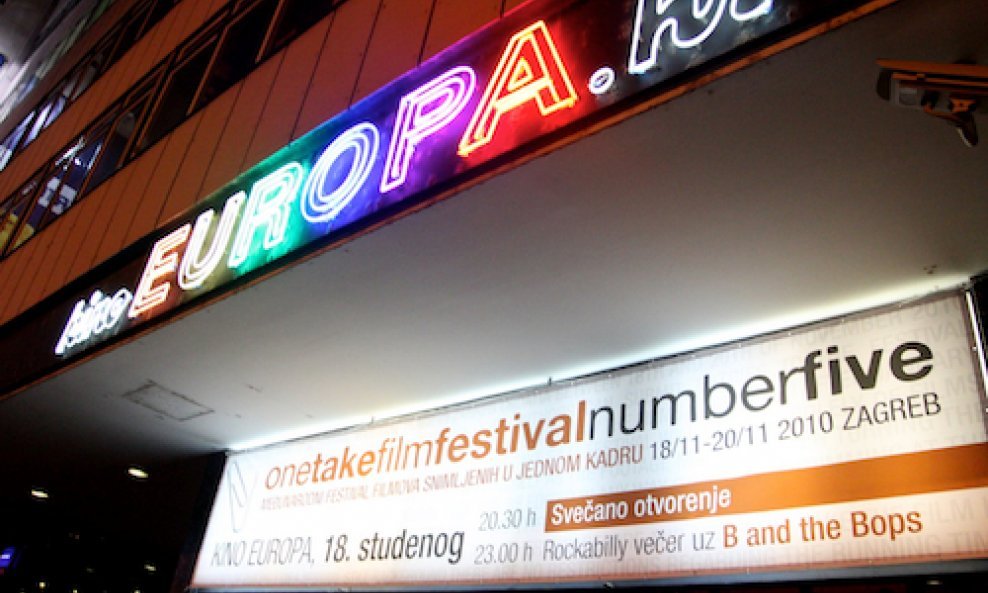 kino EUROPA.
onetakefilmfestivalnumberfive
MEĐUNARODNI FESTIVAL FILMOVA SNIMLJENIH U JEDNOM KADRU 18/11-20/11 2010 ZAGREB
KINO EUROPA, 18. studenog
20.30 h Svečano otvorenje
23.00 h Rockabilly večer uz B and the Bops